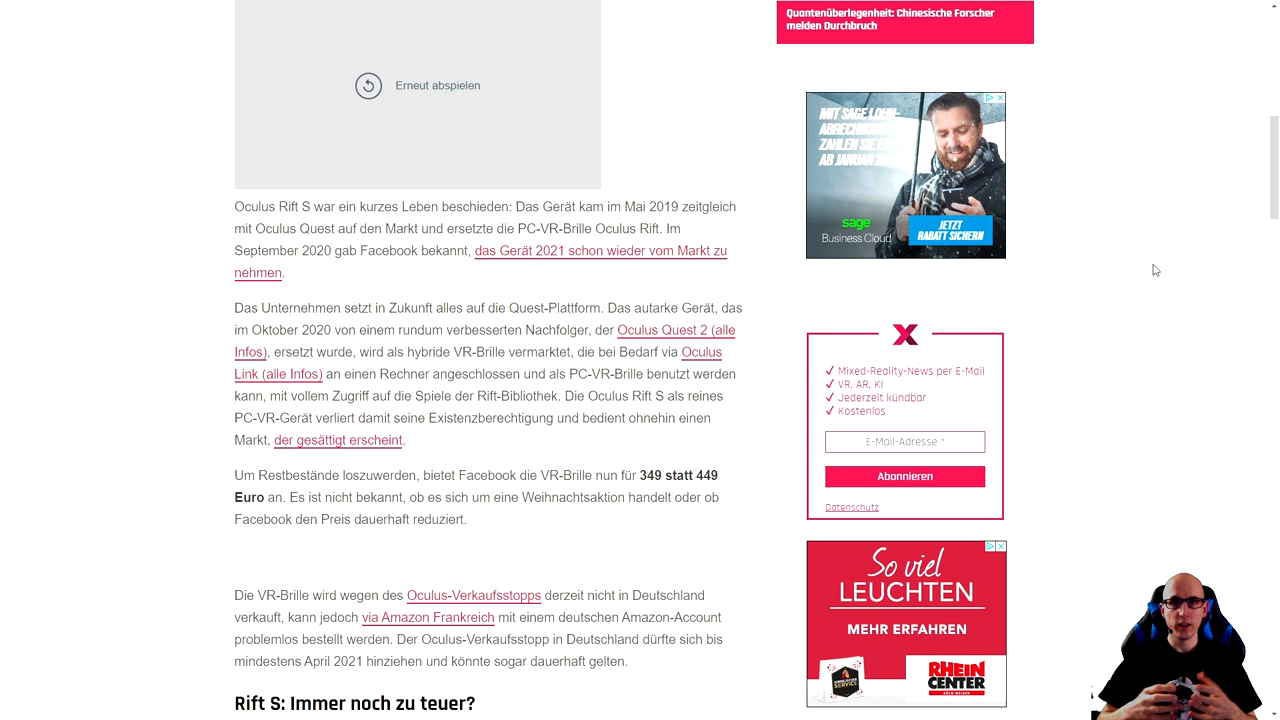 Quantenüberlegenheit: Chinesische Forscher
melden Durchbruch
Erneut abspielen
Oculus Rift S war ein kurzes Leben beschieden: Das Gerät kam im Mai 2019 zeitgleich
mit Oculus Quest auf den Markt und ersetzte die PC-VR-Brille Oculus Rift. Im
September 2020 gab Facebook bekannt, das Gerät 2021 schon wieder vom Markt zu
nehmen.
Das Unternehmen setzt in Zukunft alles auf die Quest-Plattform. Das autarke Gerät, das
im Oktober 2020 von einem rundum verbesserten Nachfolger, der Oculus Quest 2 (alle
Infos), ersetzt wurde, wird als hybride VR-Brille vermarktet, die bei Bedarf via Oculus
Link (alle Infos) an einen Rechner angeschlossen und als PC-VR-Brille benutzt werden
kann, mit vollem Zugriff auf die Spiele der Rift-Bibliothek. Die Oculus Rift S als reines
PC-VR-Gerät verliert damit seine Existenzberechtigung und bedient ohnehin einen
Markt, der gesättigt erscheint.
Um Restbestände loszuwerden, bietet Facebook die VR-Brille nun für 349 statt 449
Euro an. Es ist nicht bekannt, ob es sich um eine Weihnachtsaktion handelt oder ob
Facebook den Preis dauerhaft reduziert.
Die VR-Brille wird wegen des Oculus-Verkaufsstopps derzeit nicht in Deutschland
verkauft, kann jedoch via Amazon Frankreich mit einem deutschen Amazon-Account
problemlos bestellt werden. Der Oculus-Verkaufsstopp in Deutschland dürfte sich bis
mindestens April 2021 hinziehen und könnte sogar dauerhaft gelten.
Rift S: Immer noch zu teuer?
MIT SAGE LOHN-
ZAHLEN SIE
AB JANUAR
sage
Business Cloud
JETZT
RABATT SICHERN
✓ Mixed-Reality-News per E-Mail
✓ VR, AR, KI
✓ Jederzeit kündbar
✓ Kostenlos
E-Mail-Adresse *
Abonnieren
Datenschutz
So viel
LEUCHTEN
MEHR ERFAHREN
RHEIN
CENTER